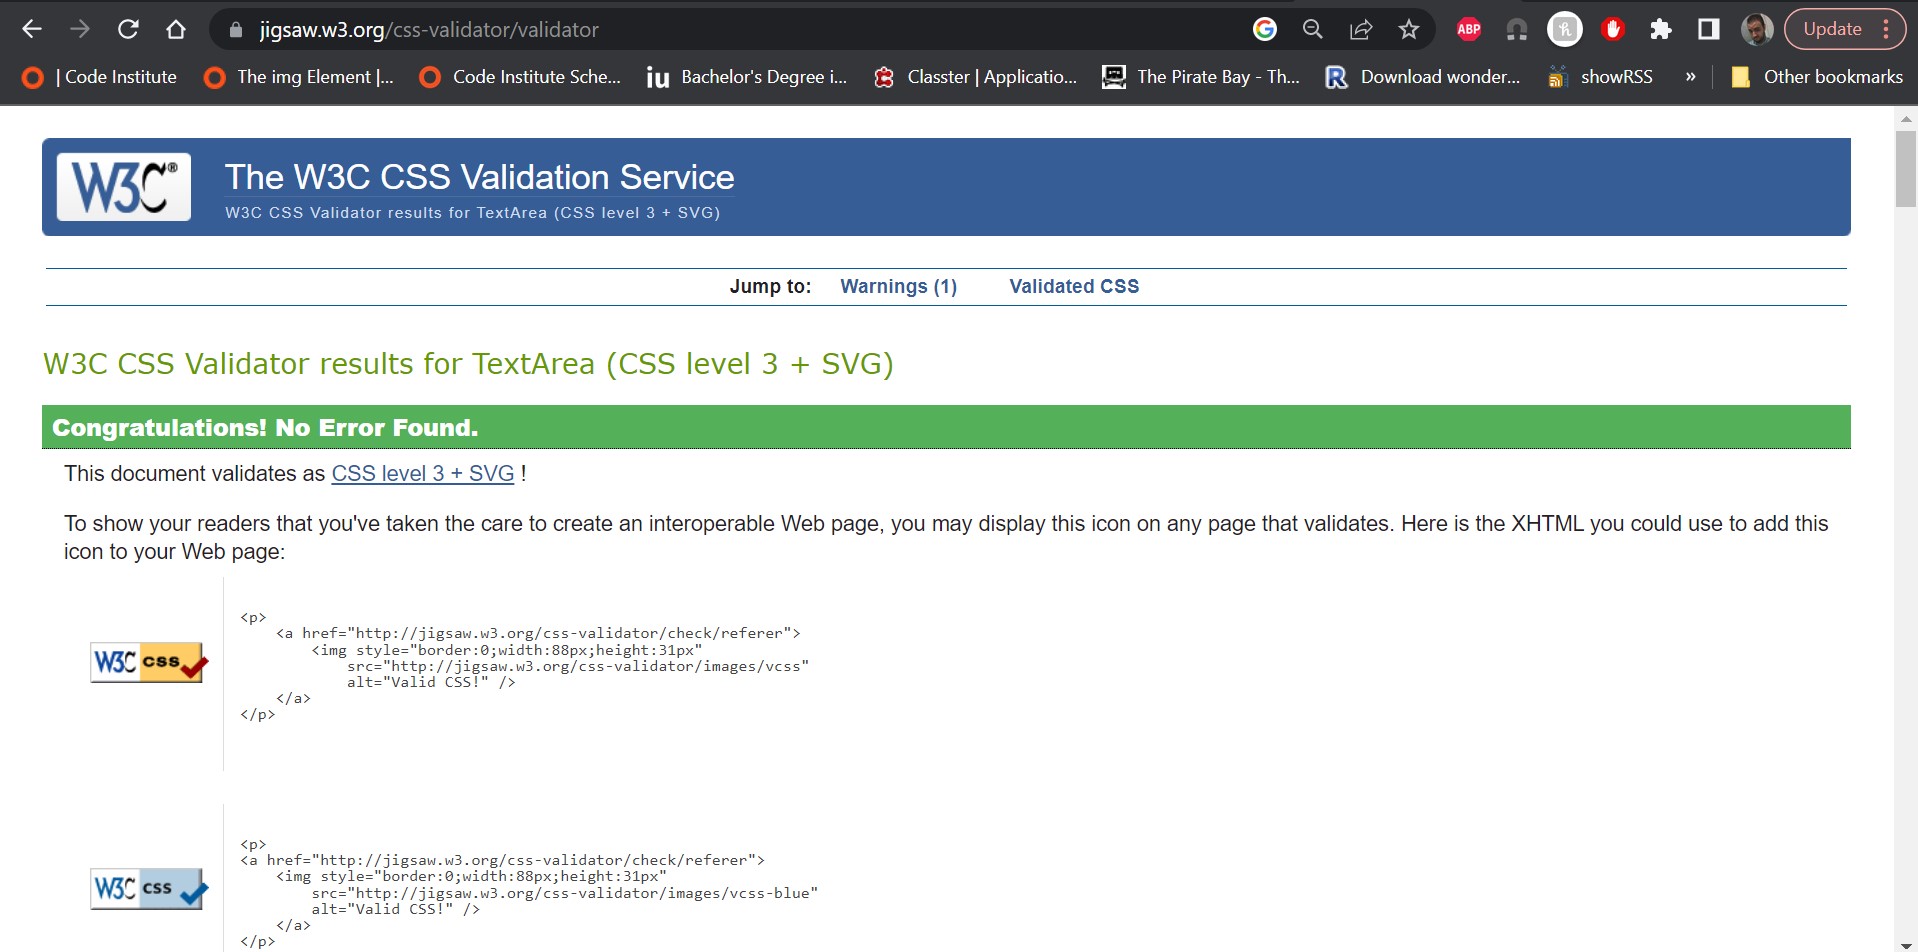 jigsaw.w3.org/css-validator/validator
ABP
Update
| Code Institute
The img Element |...
Code Institute Sche...
iu Bachelor's Degree i...
Classter | Applicatio...
The Pirate Bay - Th...
R Download wonder...
showRSS
»
Other bookmarks
W3C®
The W3C CSS Validation Service
W3C CSS Validator results for TextArea (CSS level 3 + SVG)
Jump to: Warnings (1) Validated CSS
W3C CSS Validator results for TextArea (CSS level 3 + SVG)
Congratulations! No Error Found.
This document validates as CSS level 3 + SVG !
To show your readers that you've taken the care to create an interoperable Web page, you may display this icon on any page that validates. Here is the XHTML you could use to add this
icon to your Web page:
W3C css
<p>
<a href="http://jigsaw.w3.org/css-validator/check/referer">
<img style="border:0;width:88px;height:31px"
src="http://jigsaw.w3.org/css-validator/images/vcss"
alt="Valid CSS!" />
</a>
</p>
W3C css
<p>
<a href="http://jigsaw.w3.org/css-validator/check/referer">
<img style="border:0;width:88px;height:31px"
src="http://jigsaw.w3.org/css-validator/images/vcss-blue"
alt="Valid CSS!" />
</a>
</p>